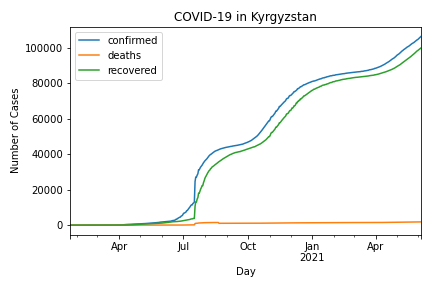 COVID-19 in Kyrgyzstan
confirmed
deaths
recovered
Number of Cases
100000
80000
60000
40000
20000
0
Apr
Jul
Oct
Jan
2021
Apr
Day